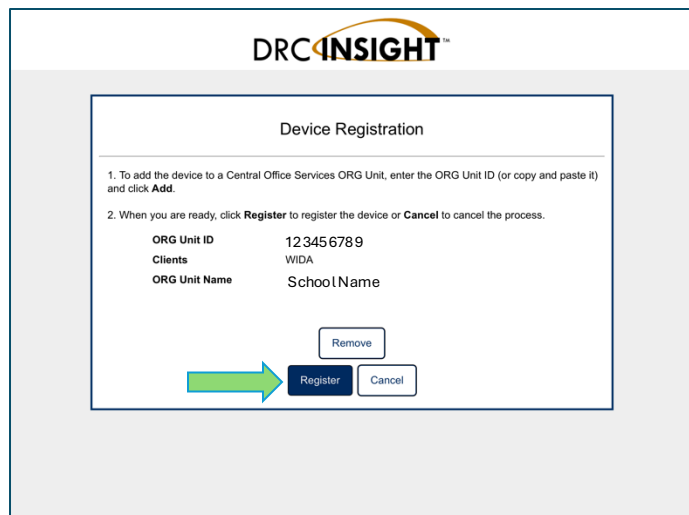 DRC INSIGHT™
Device Registration
1. To add the device to a Central Office Services ORG Unit, enter the ORG Unit ID (or copy and paste it)
and click Add.
2. When you are ready, click Register to register the device or Cancel to cancel the process.
ORG Unit ID 123456789
Clients WIDA
ORG Unit Name School Name
Remove
Register Cancel